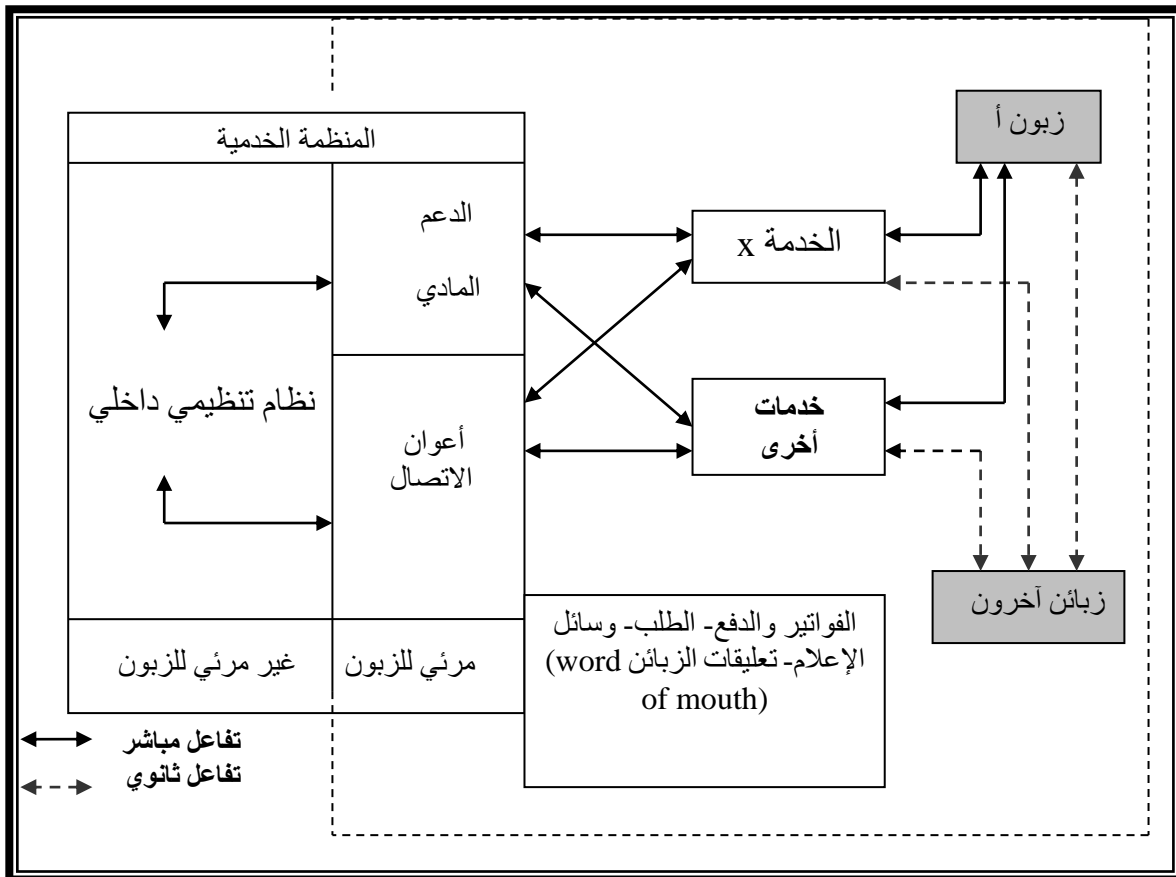 زبون أ
المنظمة الخدمية
الدعم
المادي
الخدمة x
نظام تنظيمي داخلي
خدمات
أخرى
أعوان
الاتصال
زبائن آخرون
الفواتير والدفع- الطلب- وسائل
الإعلام- تعليقات الزبائن (word
of mouth)
مرئي للزبون
غير مرئي للزبون
تفاعل مباشر
تفاعل ثانوي